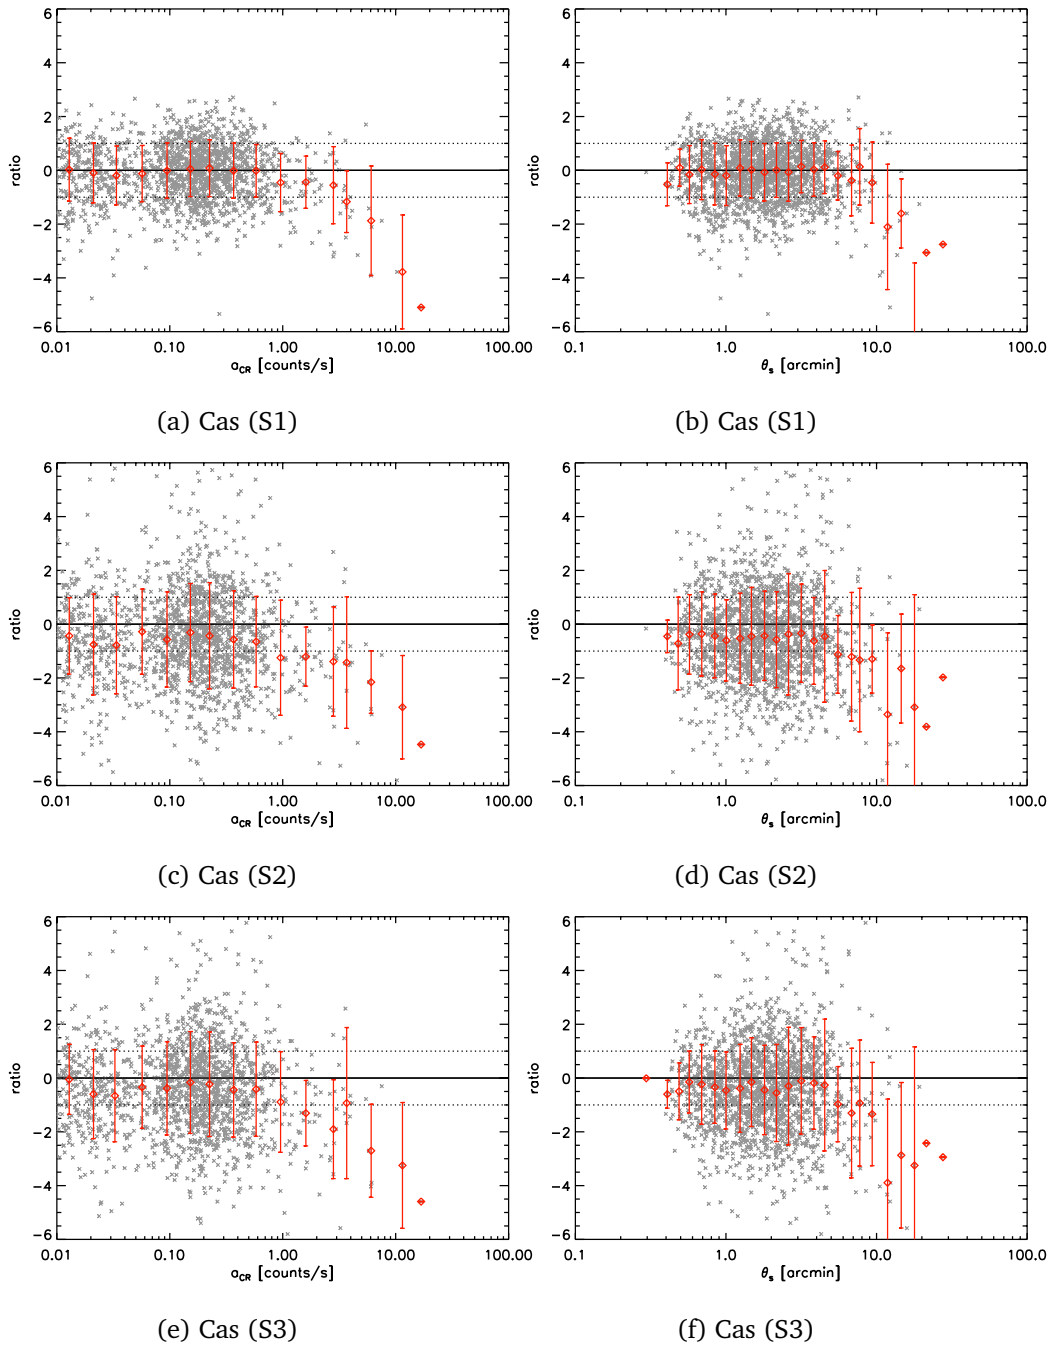 6
4
2
0
-2
-4
-6
ratio
0.01 0.10 1.00 10.00 100.00
a_CR [counts/s]
6
4
2
0
-2
-4
-6
ratio
0.1 1.0 10.0 100.0
θ_s [arcmin]
(a) Cas (S1)
(b) Cas (S1)
6
4
2
0
-2
-4
-6
ratio
0.01 0.10 1.00 10.00 100.00
a_CR [counts/s]
6
4
2
0
-2
-4
-6
ratio
0.1 1.0 10.0 100.0
θ_s [arcmin]
(c) Cas (S2)
(d) Cas (S2)
6
4
2
0
-2
-4
-6
ratio
0.01 0.10 1.00 10.00 100.00
a_CR [counts/s]
6
4
2
0
-2
-4
-6
ratio
0.1 1.0 10.0 100.0
θ_s [arcmin]
(e) Cas (S3)
(f) Cas (S3)